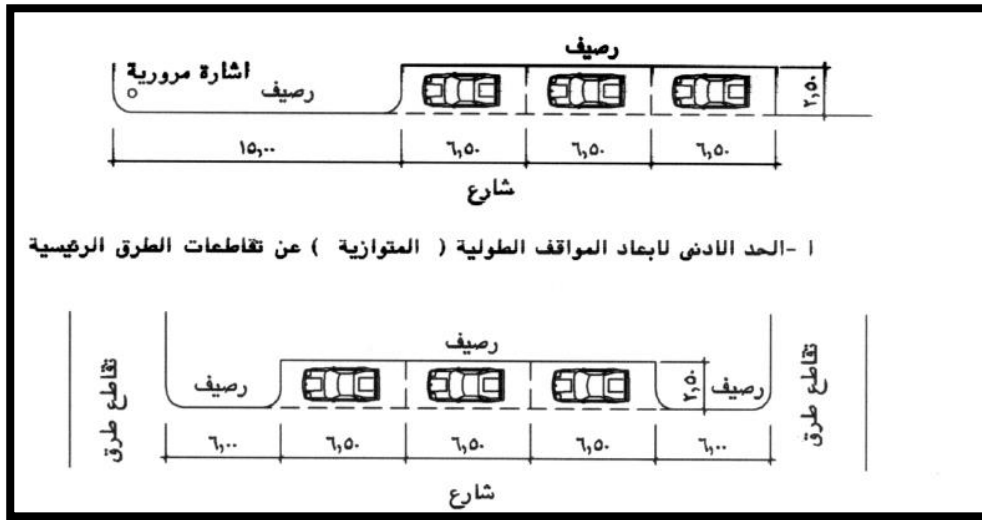 رصيف
اشارة مرورية
رصيف
٢,٥٠
١٥,٠٠ ٦,٥٠ ٦,٥٠ ٦,٥٠
شارع
ا - الحد الادنى لابعاد المواقف الطولية ( المتوازية ) عن تقاطعات الطرق الرئيسية
تقاطع طرق
رصيف
رصيف
٢,٥٠
رصيف
تقاطع طرق
٦,٠٠ ٦,٥٠ ٦,٥٠ ٦,٥٠ ٦,٠٠
شارع